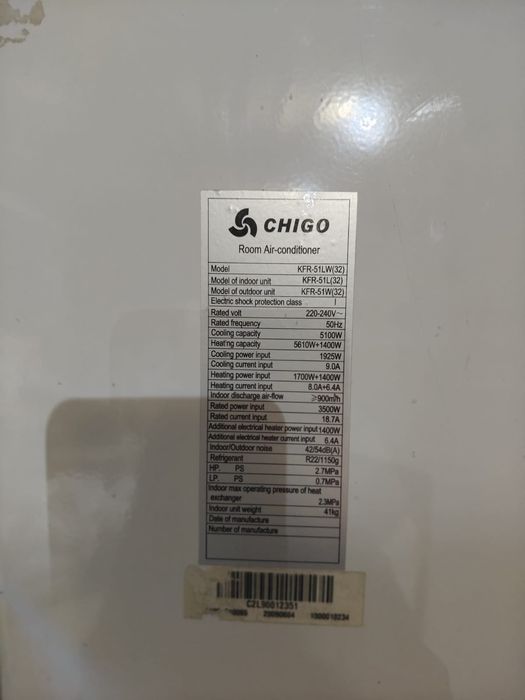 CHIGO
Room Air-conditioner
Model KFR-51LW(32)
Model of indoor unit KFR-51L(32)
Model of outdoor unit KFR-51W(32)
Electric shock protection class I
Rated volt 220-240V~
Rated frequency 50Hz
Cooling capacity 5100W
Heating capacity 5610W+1400W
Cooling power input 1925W
Cooling current input 9.0A
Heating power input 1700W+1400W
Heating current input 8.0A+6.4A
Indoor discharge air-flow ≥900m³/h
Rated power input 3500W
Rated current input 18.7A
Additional electrical heater power input 1400W
Additional electrical heater current input 6.4A
Indoor/Outdoor noise 42/54dB(A)
Refrigerant R22/1150g
HP. PS 2.7MPa
LP. PS 0.7MPa
Indoor max operating pressure of heat
exchanger 2.3MPa
Indoor unit weight 41kg
Date of manufacture
Number of manufacture
C2L90012351